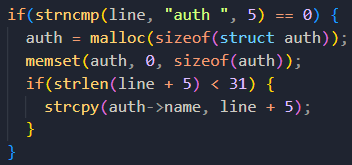 if(strncmp(line, "auth ", 5) == 0) {
  auth = malloc(sizeof(struct auth));
  memset(auth, 0, sizeof(auth));
  if(strlen(line + 5) < 31) {
    strcpy(auth->name, line + 5);
  }
}